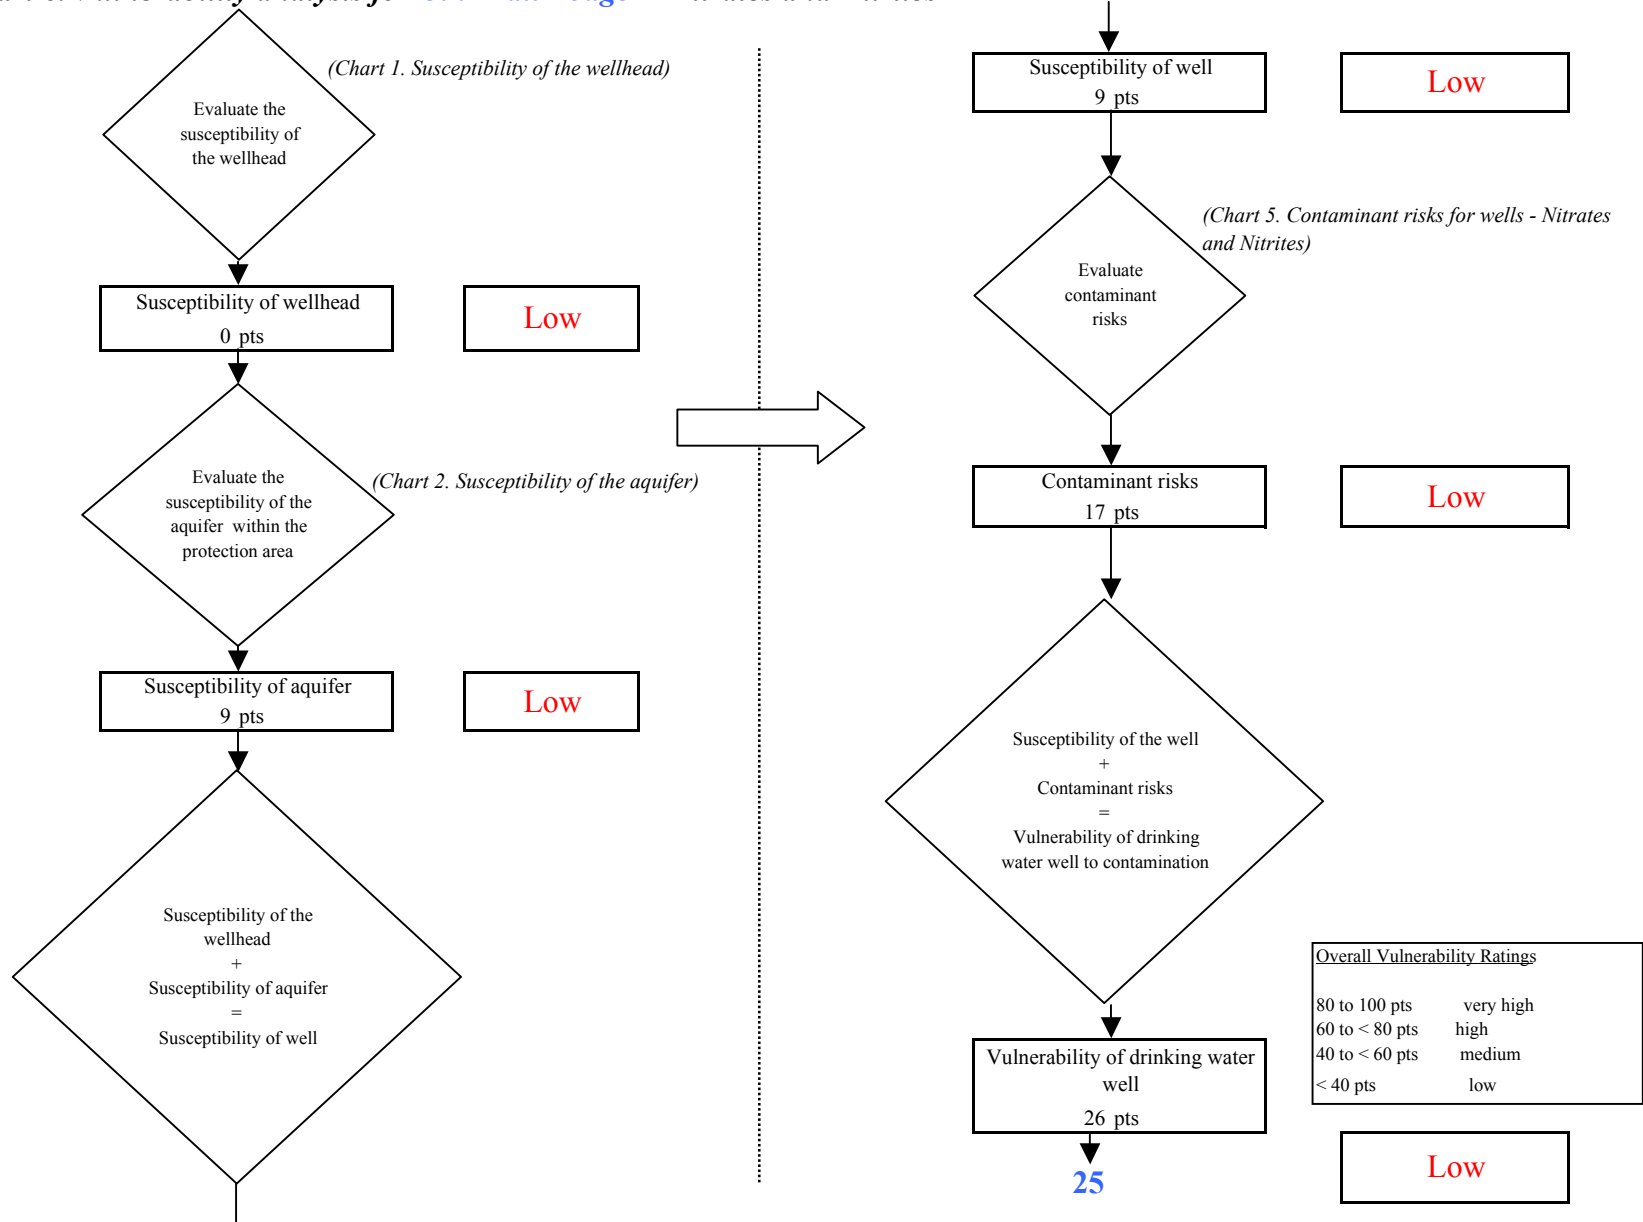 (Chart 1. Susceptibility of the wellhead)
Evaluate the
susceptibility of
the wellhead
Susceptibility of wellhead
0 pts
Low
Evaluate the
susceptibility of the
aquifer within the
protection area
(Chart 2. Susceptibility of the aquifer)
Susceptibility of aquifer
9 pts
Low
Susceptibility of the
wellhead
+
Susceptibility of aquifer
=
Susceptibility of well
Susceptibility of well
9 pts
Low
(Chart 5. Contaminant risks for wells - Nitrates
and Nitrites)
Evaluate
contaminant
risks
Contaminant risks
17 pts
Low
Susceptibility of the well
+
Contaminant risks
=
Vulnerability of drinking
water well to contamination
Overall Vulnerability Ratings
80 to 100 pts very high
60 to < 80 pts high
40 to < 60 pts medium
< 40 pts low
Vulnerability of drinking water
well
26 pts
25
Low